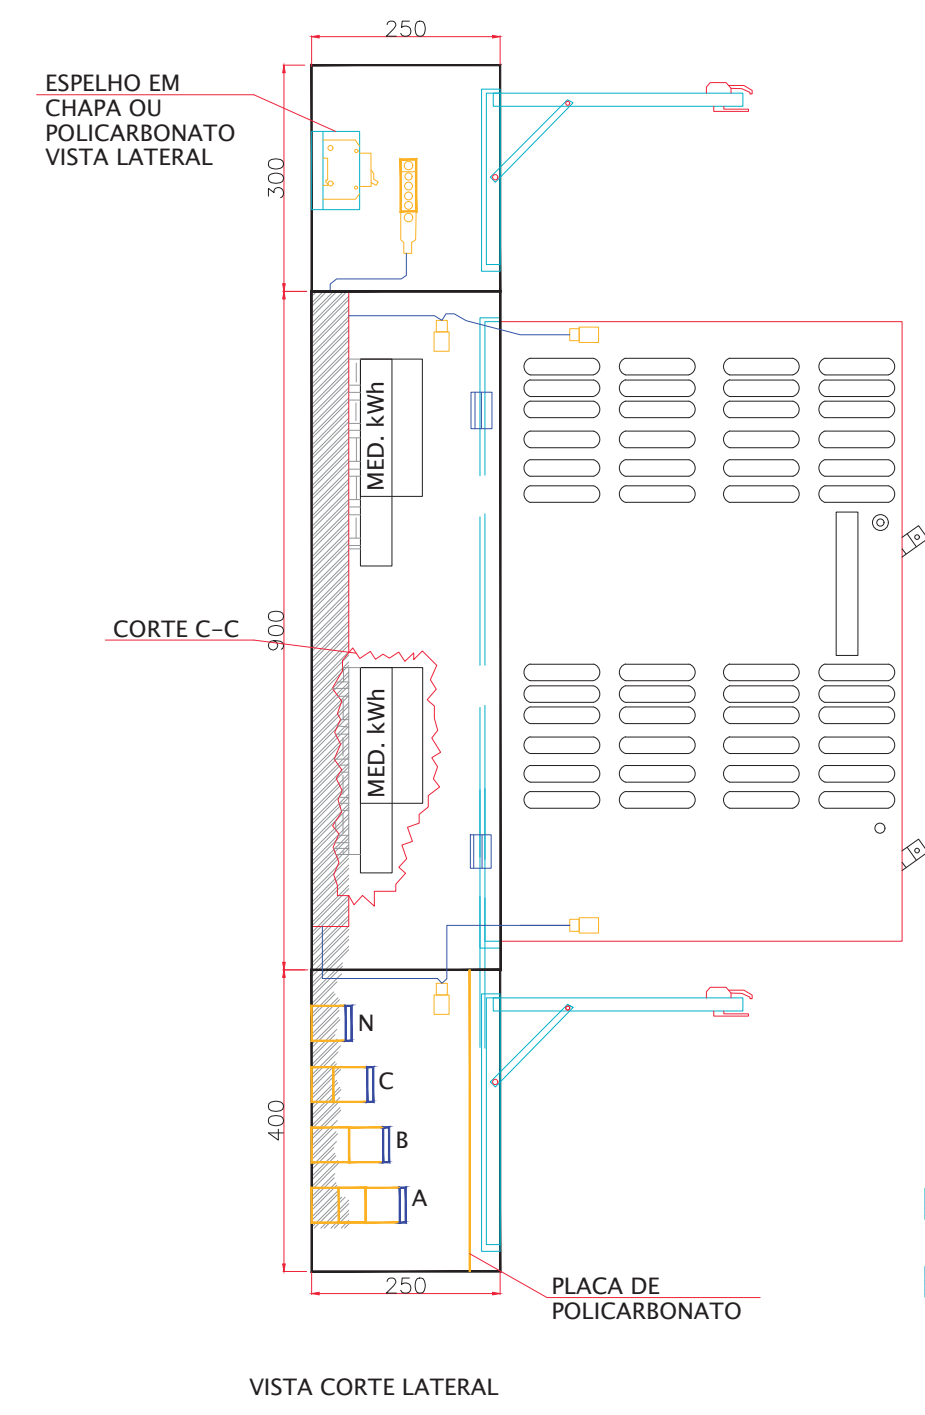 250
ESPELHO EM
CHAPA OU
POLICARBONATO
VISTA LATERAL
300
MED. kWh
900
CORTE C-C
MED. kWh
N
C
400
B
A
250
PLACA DE
POLICARBONATO
VISTA CORTE LATERAL